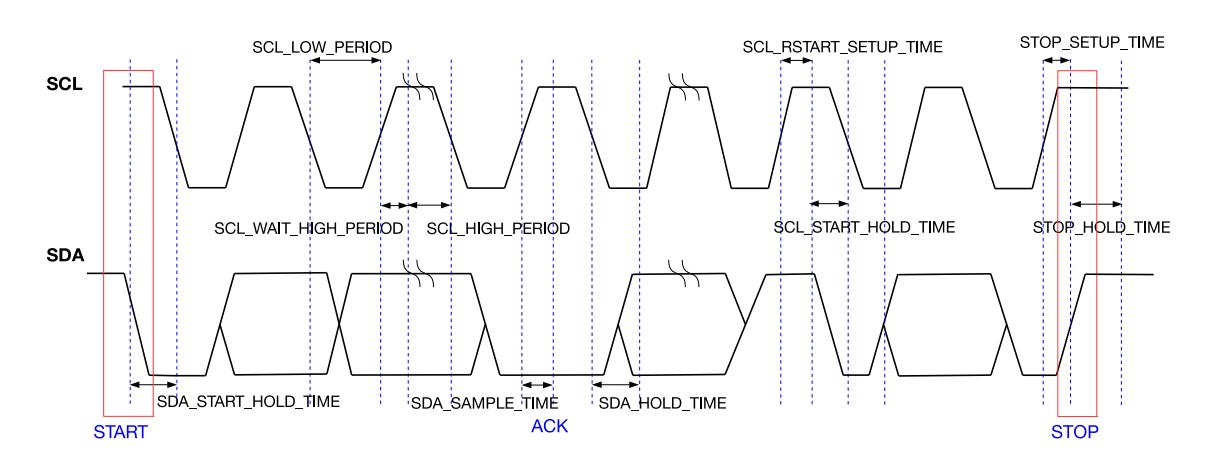 SCL_LOW_PERIOD
SCL_RSTART_SETUP_TIME
STOP_SETUP_TIME
SCL
SCL_WAIT_HIGH_PERIOD
SCL_HIGH_PERIOD
SCL_START_HOLD_TIME
STOP_HOLD_TIME
SDA
SDA_START_HOLD_TIME
SDA_SAMPLE_TIME
SDA_HOLD_TIME
START
ACK
STOP